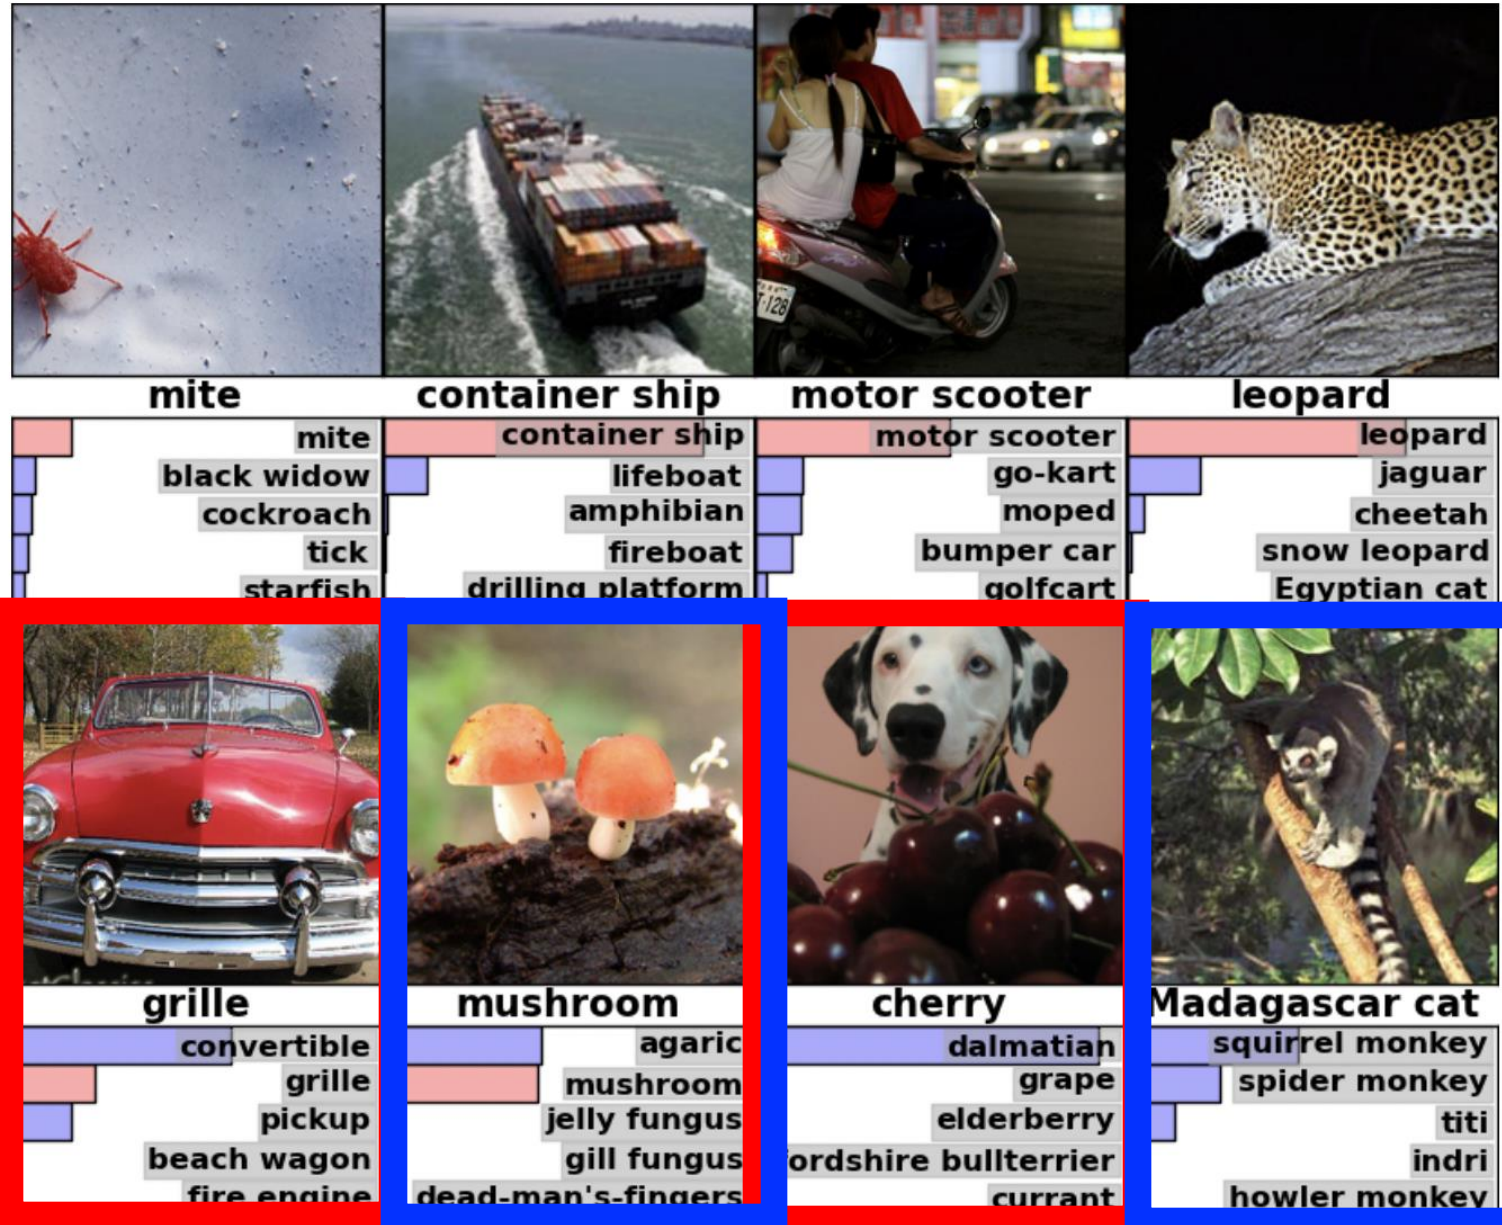 T-128
mite
container ship
motor scooter
leopard
mite
black widow
cockroach
tick
starfish
container ship
lifeboat
amphibian
fireboat
drilling platform
motor scooter
go-kart
moped
bumper car
golfcart
leopard
jaguar
cheetah
snow leopard
Egyptian cat
grille
mushroom
cherry
Madagascar cat
convertible
grille
pickup
beach wagon
fire engine
agaric
mushroom
jelly fungus
gill fungus
dead-man's-fingers
dalmatian
grape
elderberry
fordshire bullterrier
currant
squirrel monkey
spider monkey
titi
indri
howler monkey